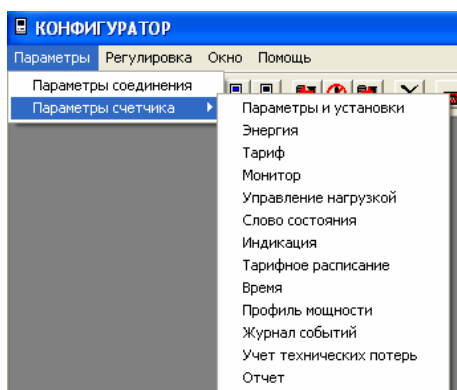 КОНФИГУРАТОР
Параметры Регулировка Окно Помощь
Параметры соединения
Параметры счетчика
Параметры и установки
Энергия
Тариф
Монитор
Управление нагрузкой
Слово состояния
Индикация
Тарифное расписание
Время
Профиль мощности
Журнал событий
Учет технических потерь
Отчет